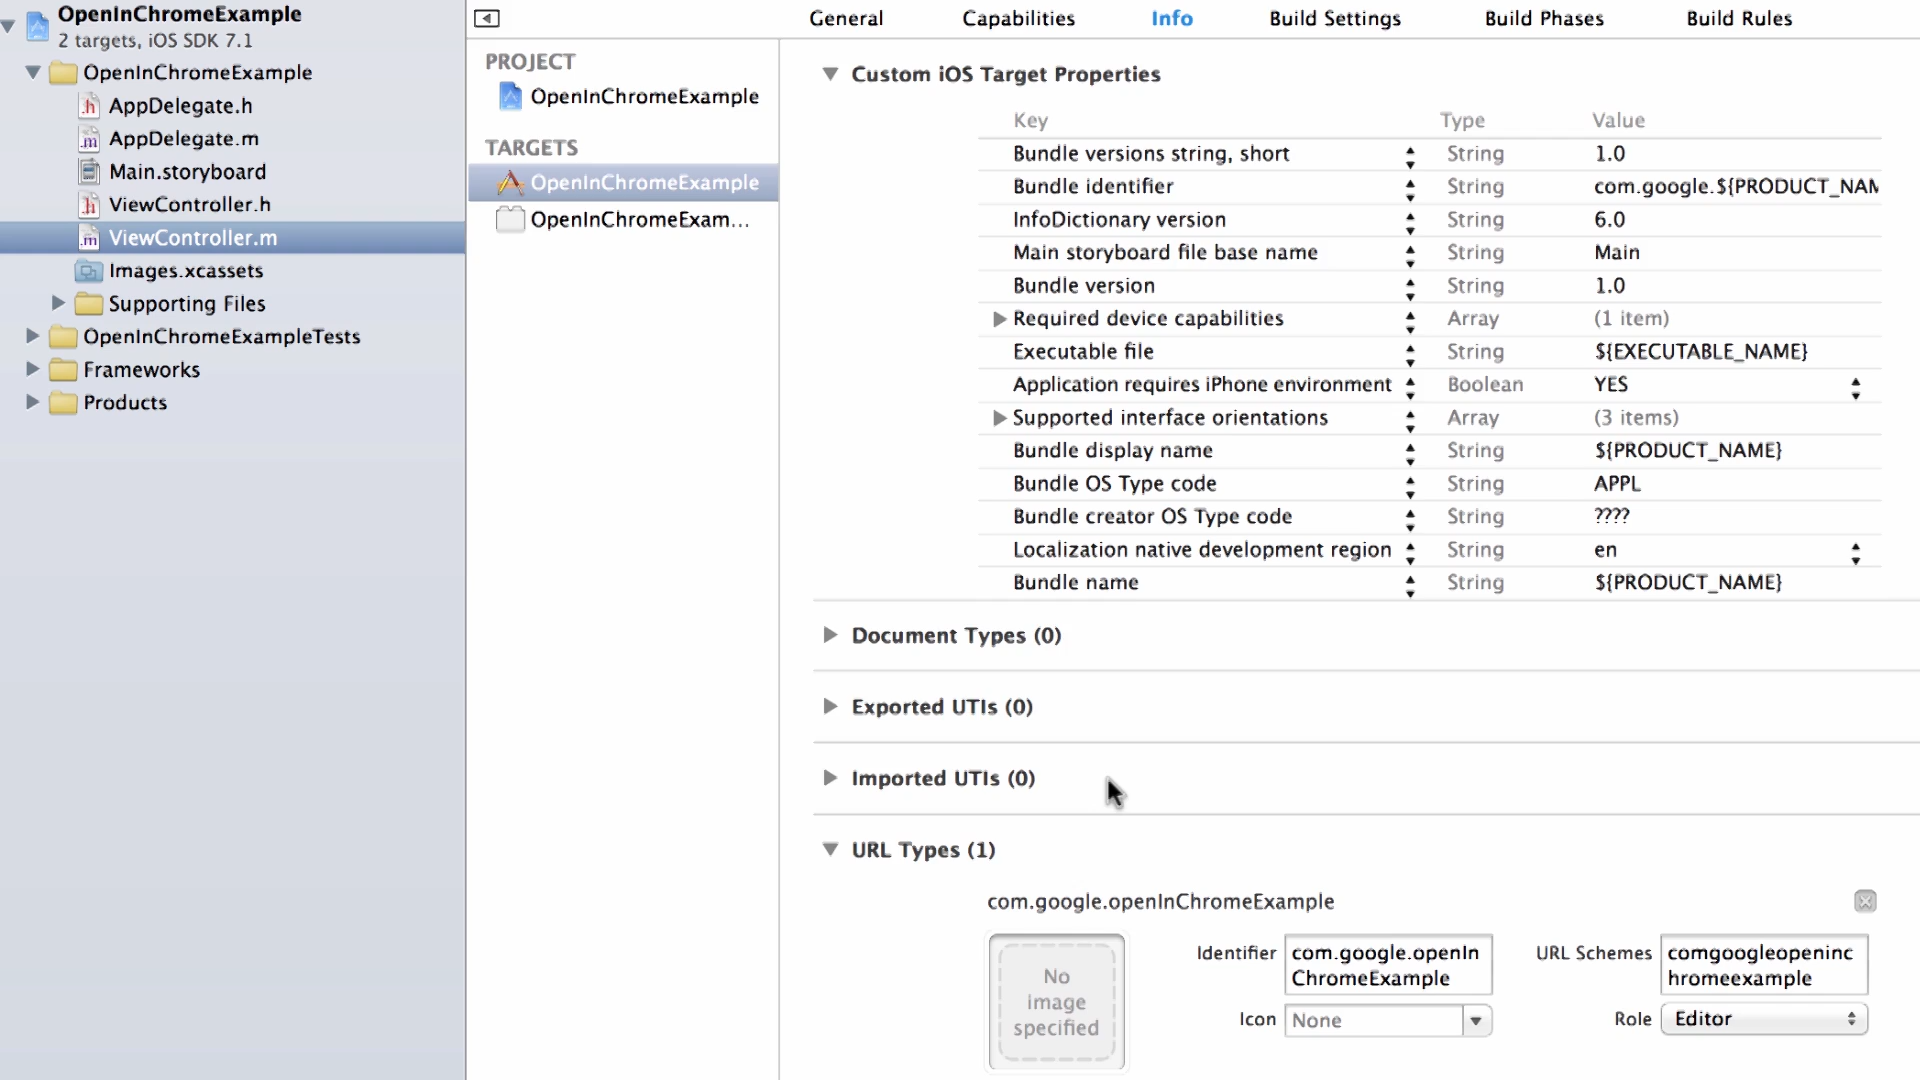 OpenInChromeExample
2 targets, iOS SDK 7.1
OpenInChromeExample
AppDelegate.h
AppDelegate.m
Main.storyboard
ViewController.h
ViewController.m
Images.xcassets
Supporting Files
OpenInChromeExampleTests
Frameworks
Products
General Capabilities Info Build Settings Build Phases Build Rules
PROJECT
OpenInChromeExample
TARGETS
OpenInChromeExample
OpenInChromeExam...
Custom iOS Target Properties
Key Type Value
Bundle versions string, short String 1.0
Bundle identifier String com.google.${PRODUCT_NAM
InfoDictionary version String 6.0
Main storyboard file base name String Main
Bundle version String 1.0
Required device capabilities Array (1 item)
Executable file String ${EXECUTABLE_NAME}
Application requires iPhone environment Boolean YES
Supported interface orientations Array (3 items)
Bundle display name String ${PRODUCT_NAME}
Bundle OS Type code String APPL
Bundle creator OS Type code String ????
Localization native development region String en
Bundle name String ${PRODUCT_NAME}
Document Types (0)
Exported UTIs (0)
Imported UTIs (0)
URL Types (1)
com.google.openInChromeExample
No
image
specified
Identifier com.google.openIn
ChromeExample
URL Schemes comgoogleopeninc
hromeexample
Icon None
Role Editor